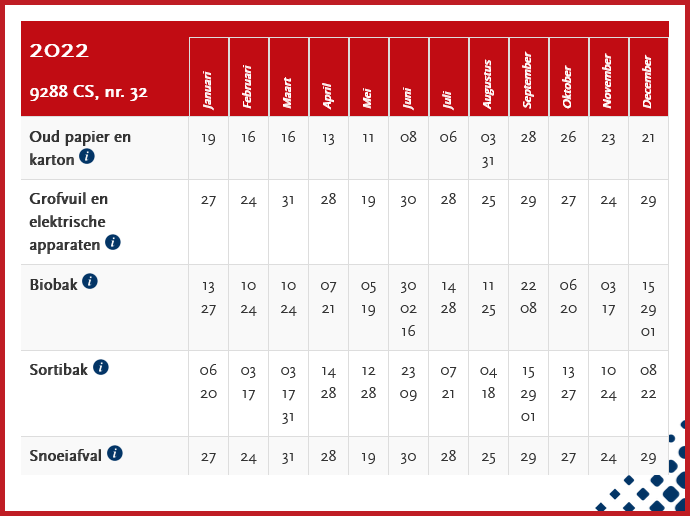 2022
9288 CS, nr. 32
Januari Februari Maart April Mei Juni Juli Augustus September Oktober November December
Oud papier en
karton i
19 16 16 13 11 08 06 03 28 26 23 21
31
Grofvuil en
elektrische
apparaten i
27 24 31 28 19 30 28 25 29 27 24 29
Biobak i
13 10 10 07 05 30 14 11 22 06 03 15
27 24 24 21 19 02 28 25 08 20 17 29
16 01
Sortibak i
06 03 03 14 12 23 07 04 15 13 10 08
20 17 17 28 28 09 21 18 29 27 24 22
31 01
Snoeiafval i
27 24 31 28 19 30 28 25 29 27 24 29